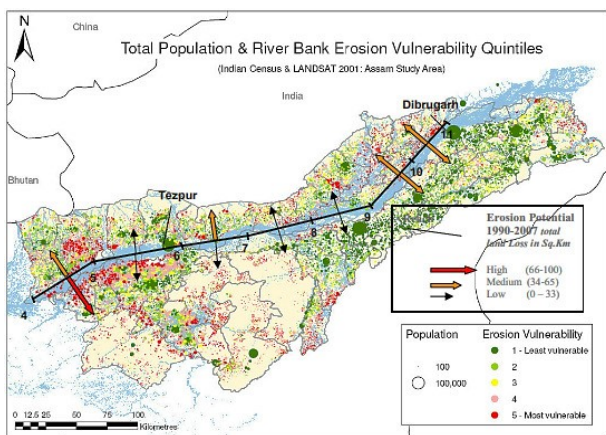 N
China
Total Population & River Bank Erosion Vulnerability Quintiles
(Indian Census & LANDSAT 2001: Assam Study Area)
India
Dibrugarh
11
10
Bhutan
Tezpur
9
8
7
6
5
4
Erosion Potential
1990-2007 total
land Loss in Sq.Km
High (66-100)
Medium (34-65)
Low (0 – 33)
Population
100
100,000
Erosion Vulnerability
1 - Least vulnerable
2
3
4
5 - Most vulnerable
0 12.5 25 50 75 100
Kilometres